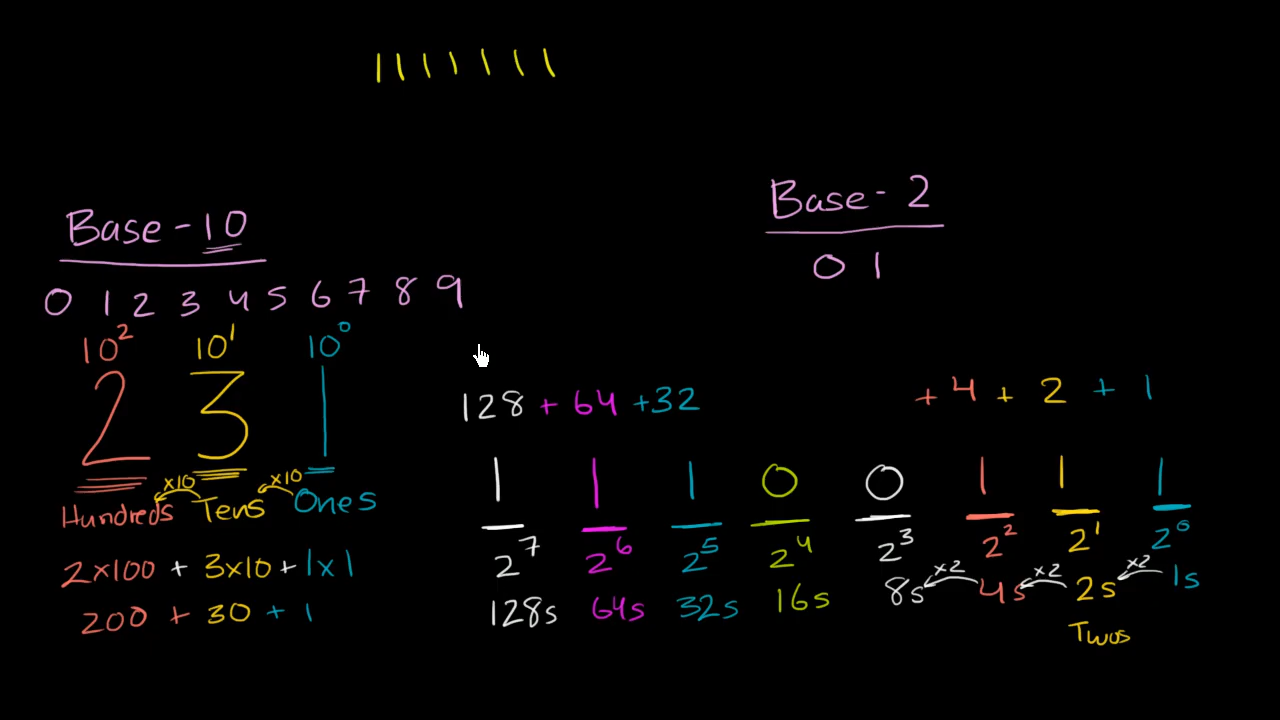 | | | | | | |
Base-2
Base-10
0 1
0 1 2 3 4 5 6 7 8 9
10² 10¹ 10⁰
2 3 1
128 + 64 +32 + 4 + 2 + 1
1 1 1 0 0 1 1 1
x10 x10
Hundreds Tens Ones
2⁷ 2⁶ 2⁵ 2⁴ 2³ 2² 2¹ 2⁰
x2 x2 x2
2x100 + 3x10 + 1x1
128s 64s 32s 16s 8s 4s 2s 1s
200 + 30 + 1
Twos